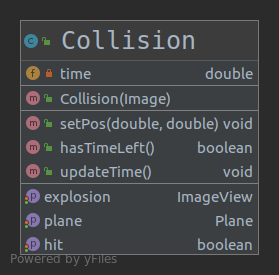 Collision
time double
Collision(Image)
setPos(double, double) void
hasTimeLeft() boolean
updateTime() void
explosion ImageView
plane Plane
hit boolean
Powered by yFiles